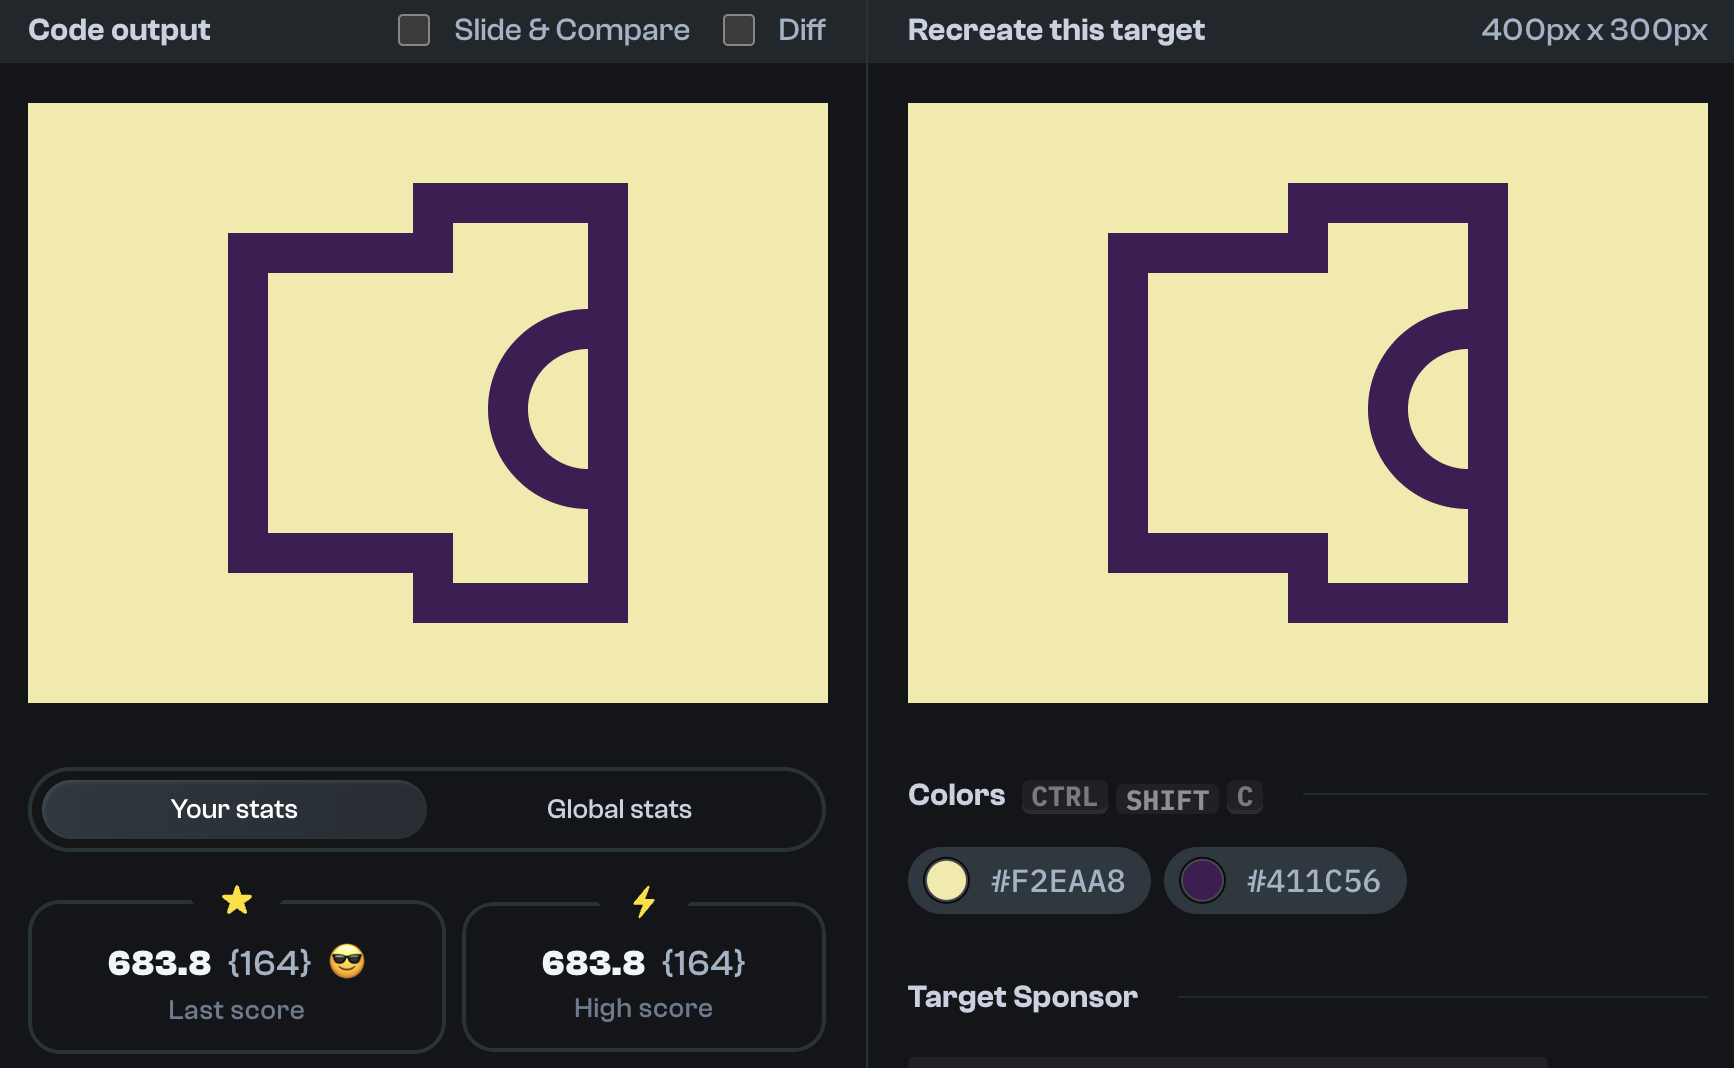 Code output
Slide & Compare
Diff
Recreate this target
400px x 300px
Your stats
Global stats
683.8 {164} 😎
Last score
683.8 {164}
High score
Colors CTRL SHIFT C
#F2EAA8
#411C56
Target Sponsor